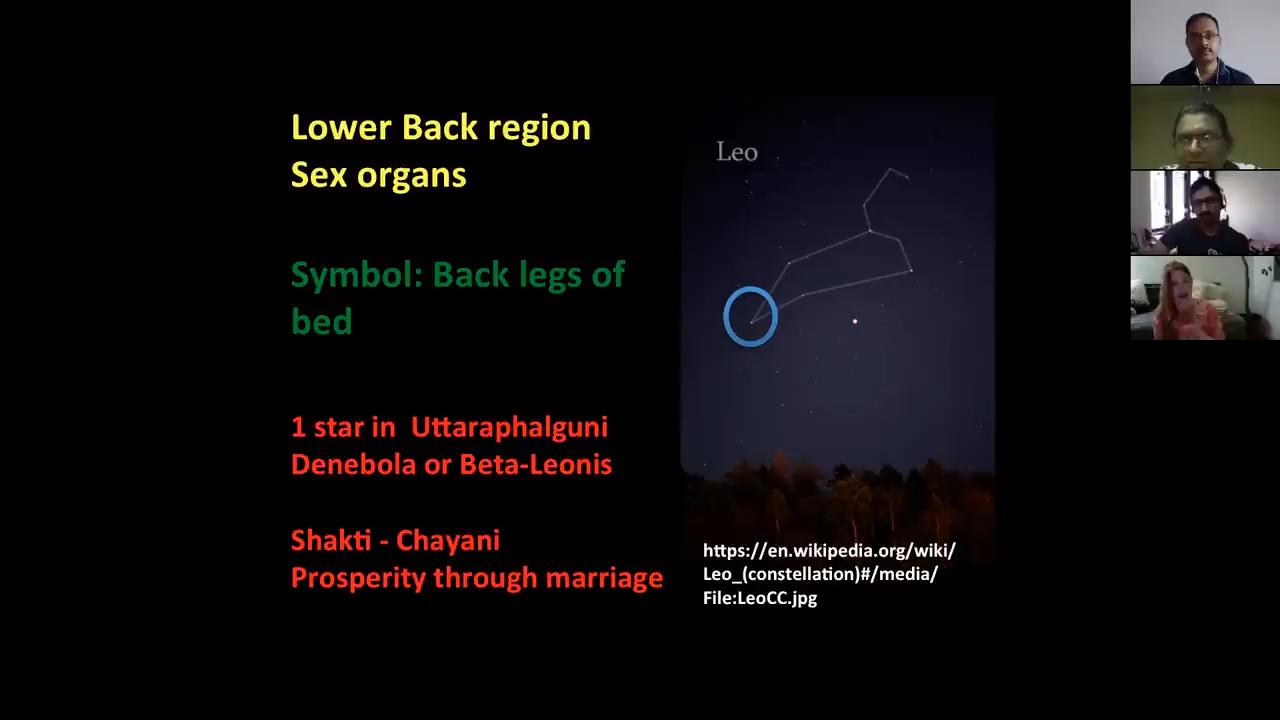 Lower Back region
Sex organs
Symbol: Back legs of
bed
1 star in  Uttaraphalguni
Denebola or Beta-Leonis
Shakti - Chayani
Prosperity through marriage
Leo
https://en.wikipedia.org/wiki/
Leo_(constellation)#/media/
File:LeoCC.jpg